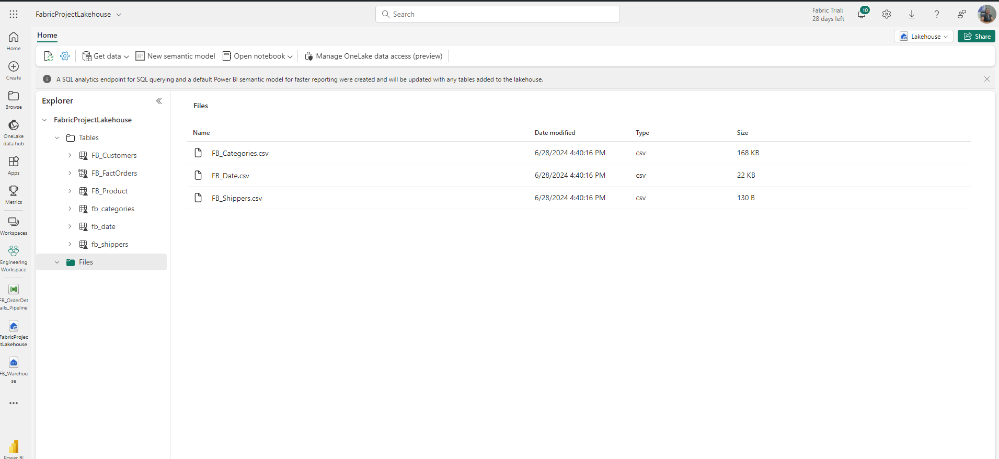 FabricProjectLakehouse
Search
Fabric Trial:
28 days left
10
Home
Lakehouse
Share
Get data
New semantic model
Open notebook
Manage OneLake data access (preview)
A SQL analytics endpoint for SQL querying and a default Power BI semantic model for faster reporting were created and will be updated with any tables added to the lakehouse.
Home
Create
Browse
OneLake
data hub
Apps
Metrics
Workspaces
Engineering
Workspace
FB_OrderDet
ails_Pipeline
FabricProjec
tLakehouse
FB_Warehou
se
Power BI
Explorer
FabricProjectLakehouse
Tables
FB_Customers
FB_FactOrders
FB_Product
fb_categories
fb_date
fb_shippers
Files
Files
Name Date modified Type Size
FB_Categories.csv 6/28/2024 4:40:16 PM csv 168 KB
FB_Date.csv 6/28/2024 4:40:16 PM csv 22 KB
FB_Shippers.csv 6/28/2024 4:40:16 PM csv 130 B